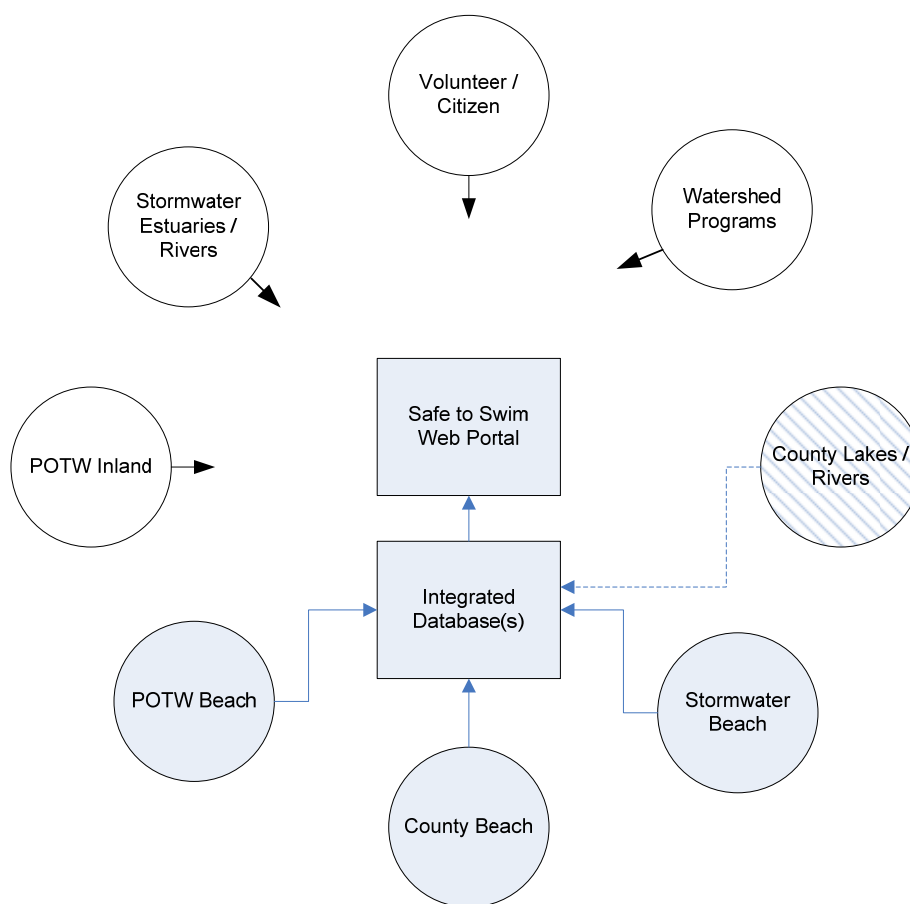 Volunteer /
Citizen
Stormwater
Estuaries /
Rivers
Watershed
Programs
Safe to Swim
Web Portal
POTW Inland
County Lakes /
Rivers
Integrated
Database(s)
POTW Beach
Stormwater
Beach
County Beach